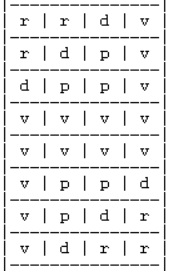 | r | r | d | v |
| r | d | p | v |
| d | p | p | v |
| v | v | v | v |
| v | v | v | v |
| v | p | p | d |
| v | p | d | r |
| v | d | r | r |